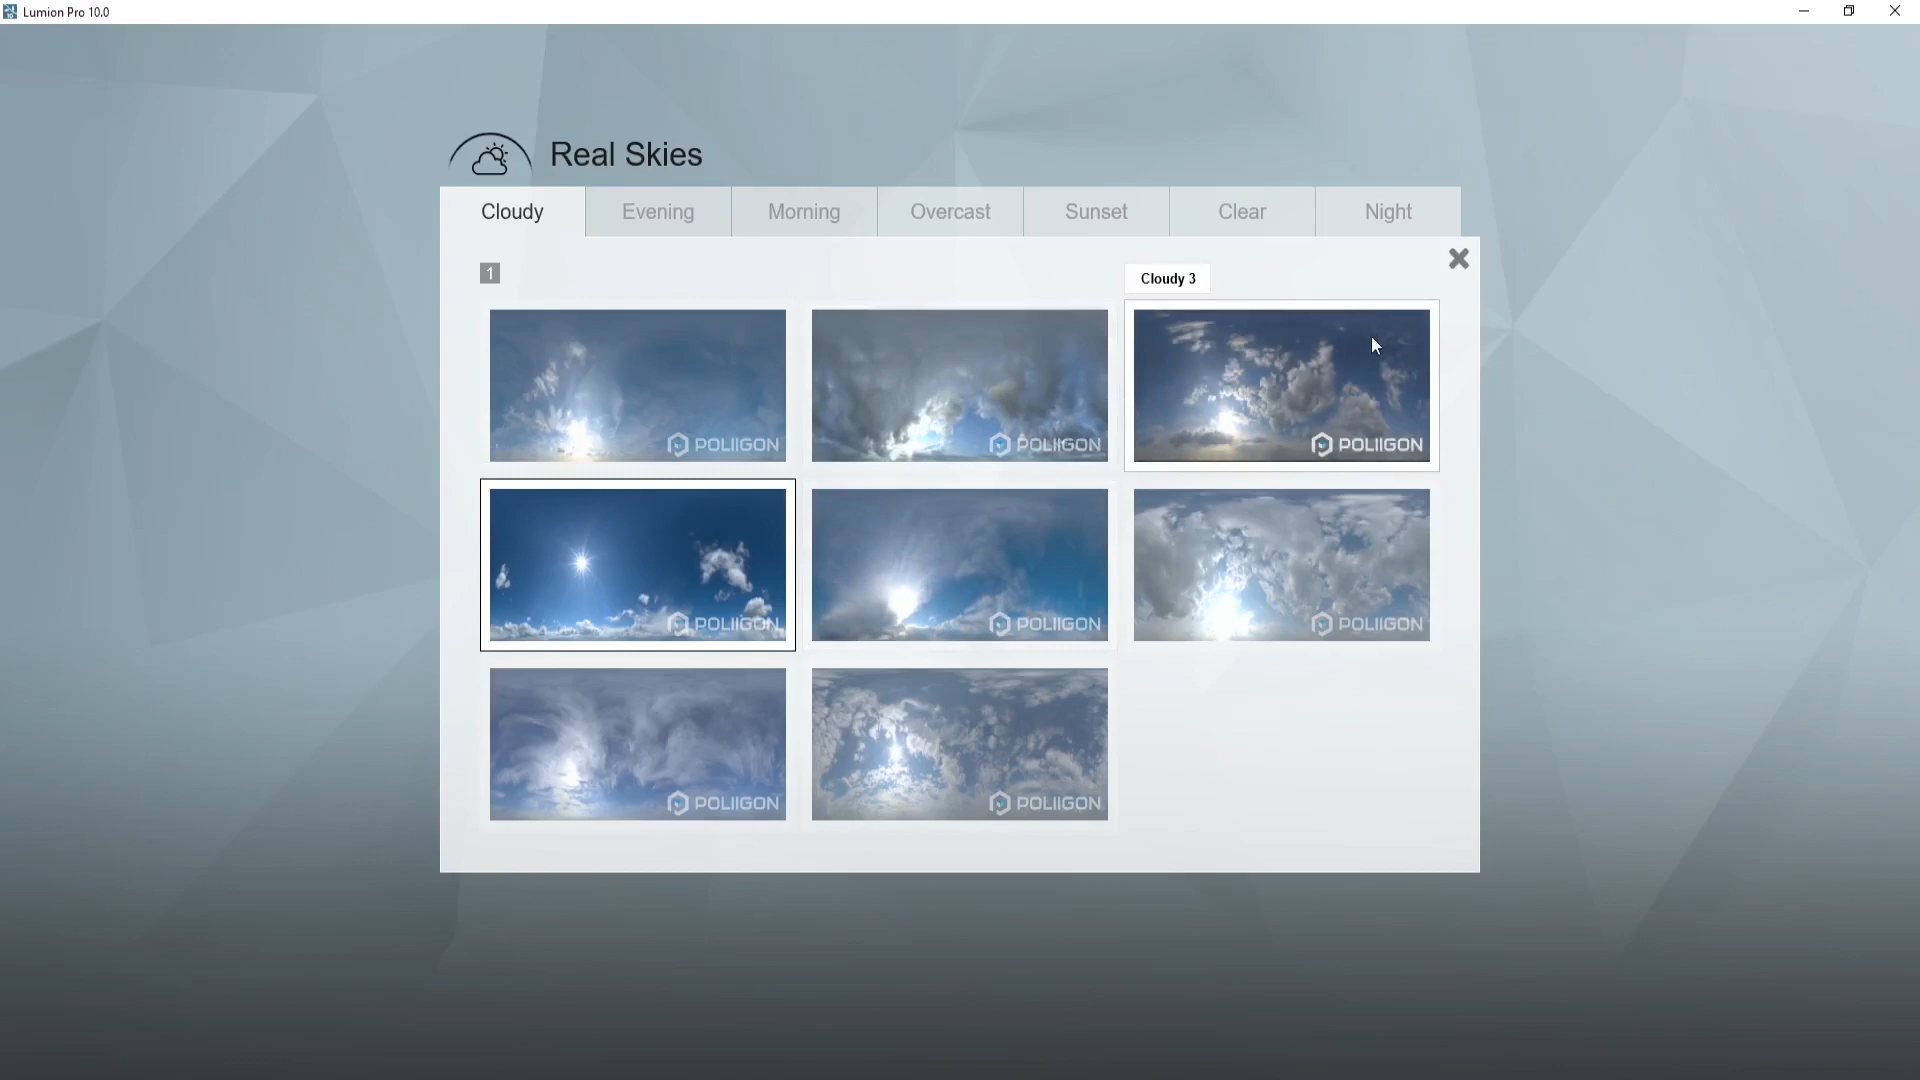 Lumion Pro 10.0
Real Skies
Cloudy
Evening
Morning
Overcast
Sunset
Clear
Night
1
Cloudy 3
POLIIGON
POLIIGON
POLIIGON
POLIIGON
POLIIGON
POLIIGON
POLIIGON
POLIIGON